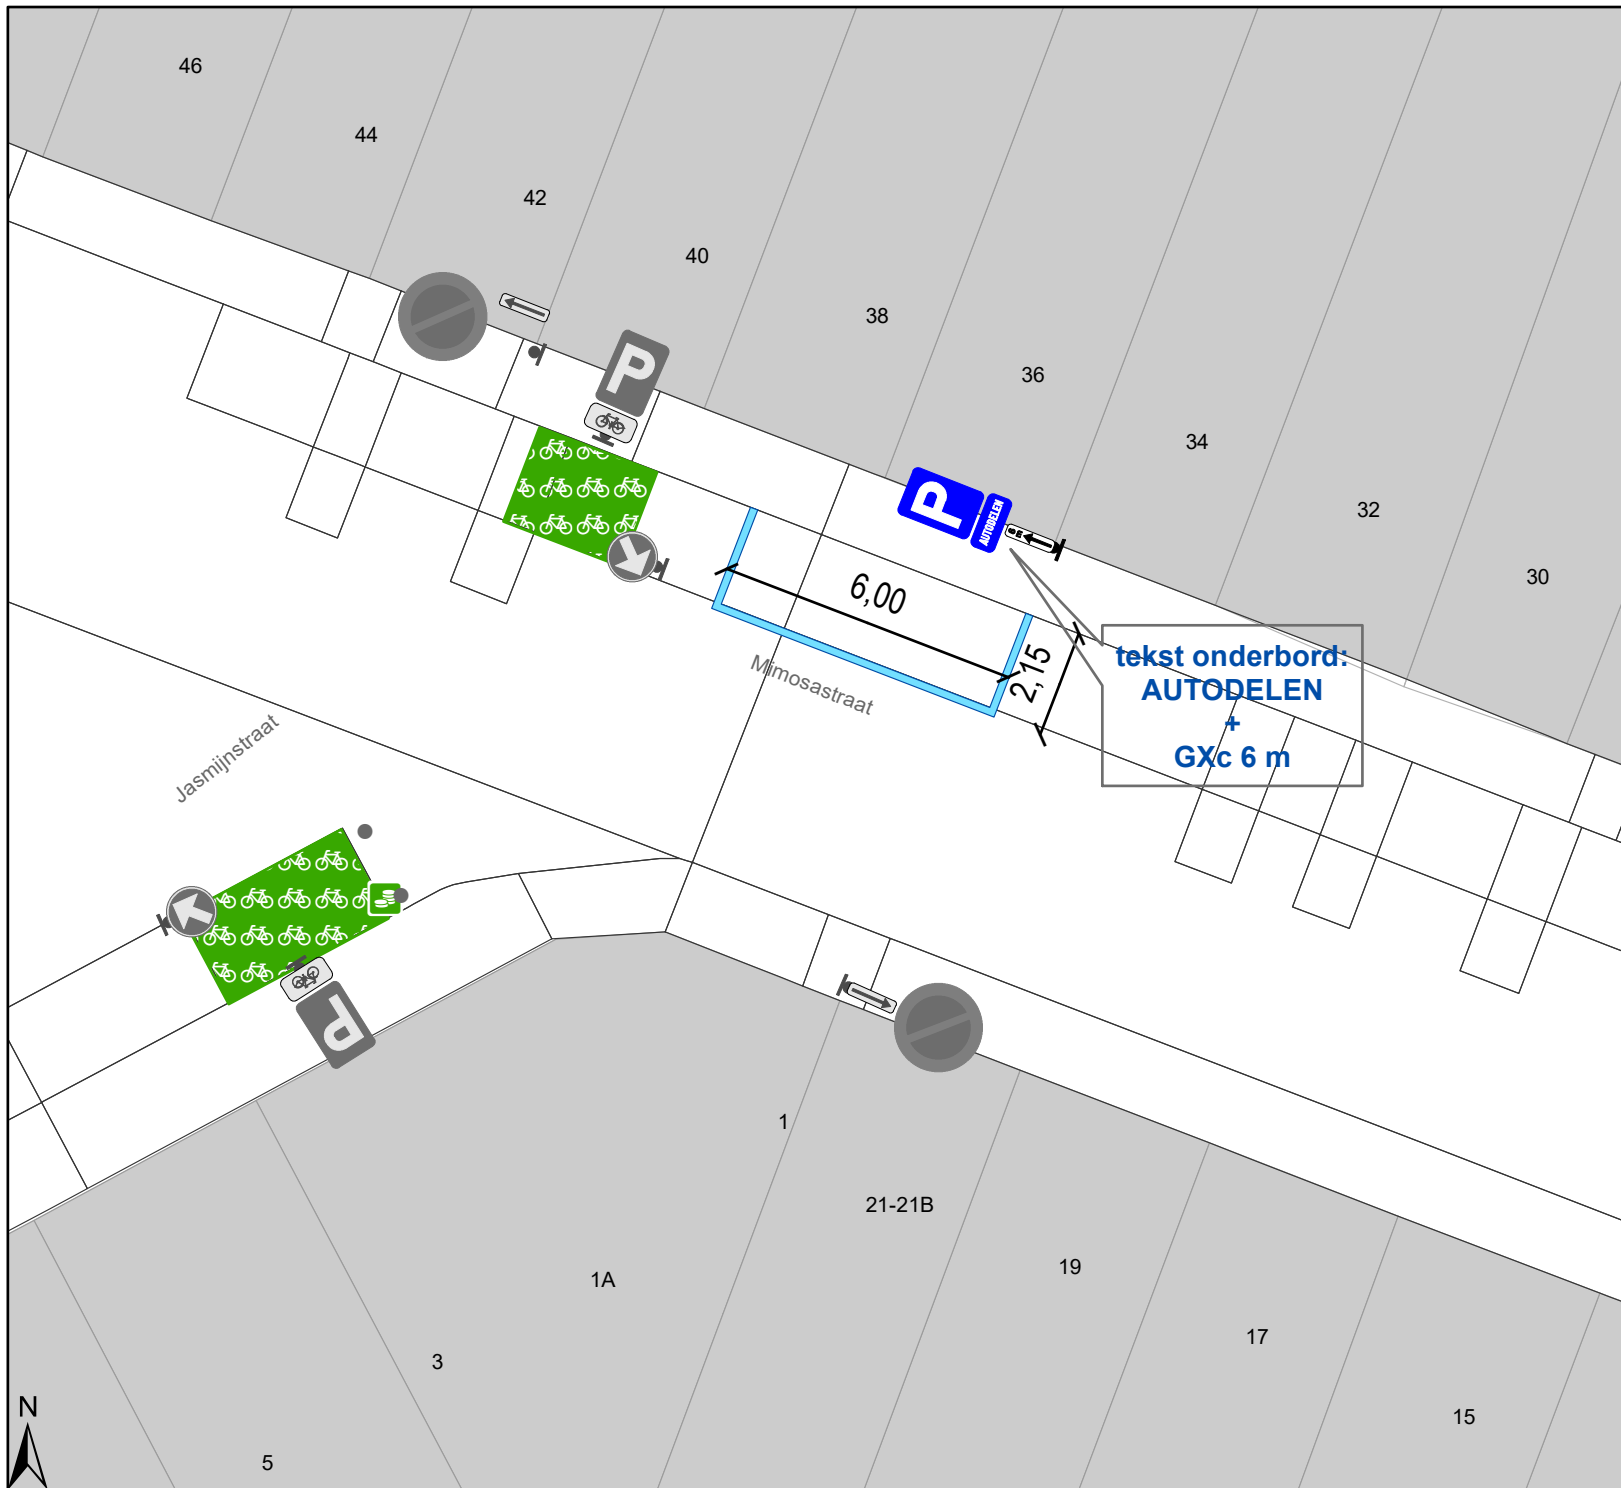 46
44
42
40
38
36
34
32
30
P
P
AUTODELEN
6 m
6,00
2,15
tekst onderbord:
AUTODELEN
+
GXc 6 m
Mimosastraat
Jasmijnstraat
P
1
21-21B
1A
19
17
3
15
5
N